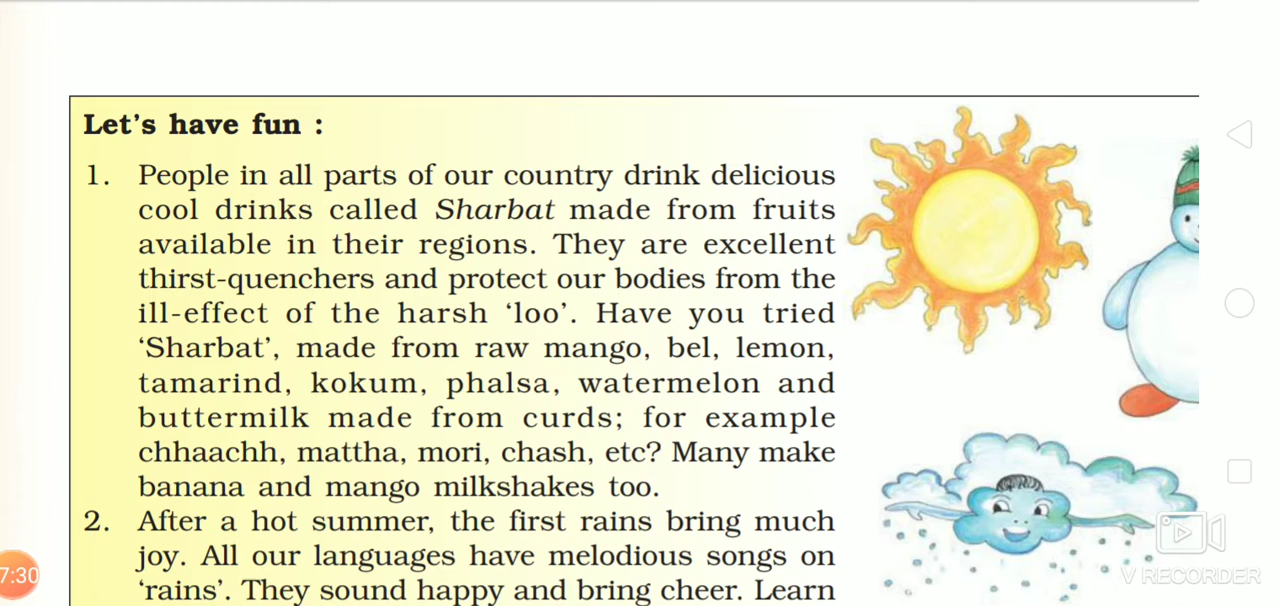 Let's have fun :
1. People in all parts of our country drink delicious
cool drinks called Sharbat made from fruits
available in their regions. They are excellent
thirst-quenchers and protect our bodies from the
ill-effect of the harsh ‘loo’. Have you tried
‘Sharbat’, made from raw mango, bel, lemon,
tamarind, kokum, phalsa, watermelon and
buttermilk made from curds; for example
chhaachh, mattha, mori, chash, etc? Many make
banana and mango milkshakes too.
2. After a hot summer, the first rains bring much
joy. All our languages have melodious songs on
‘rains’. They sound happy and bring cheer. Learn
7:30
V RECORDER